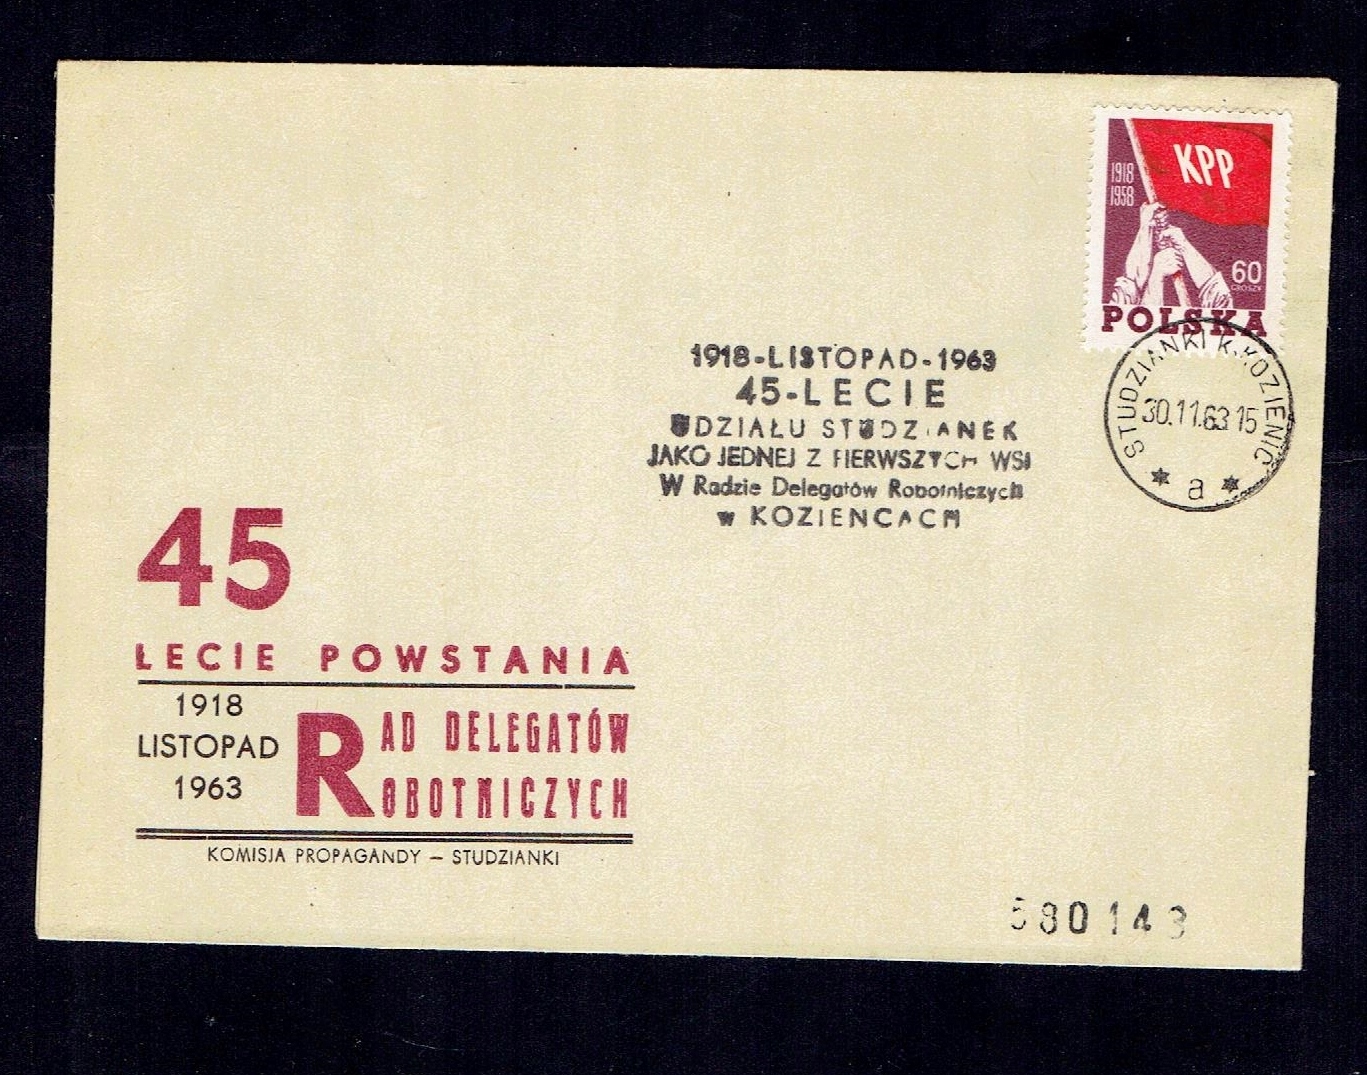 1918
1958
KPP
60
GROSZY
POLSKA
STUDZIANKI K. KOZIENIC
30.11.63 15
* a *
1918-LISTOPAD-1963
45-LECIE
UDZIAŁU STUDZIANEK
JAKO JEDNEJ Z PIERWSZYCH WSI
W Radzie Delegatów Robotniczych
w KOZIENCACH
45
LECIE POWSTANIA
1918
LISTOPAD
1963
RAD DELEGATÓW
ROBOTNICZYCH
KOMISJA PROPAGANDY – STUDZIANKI